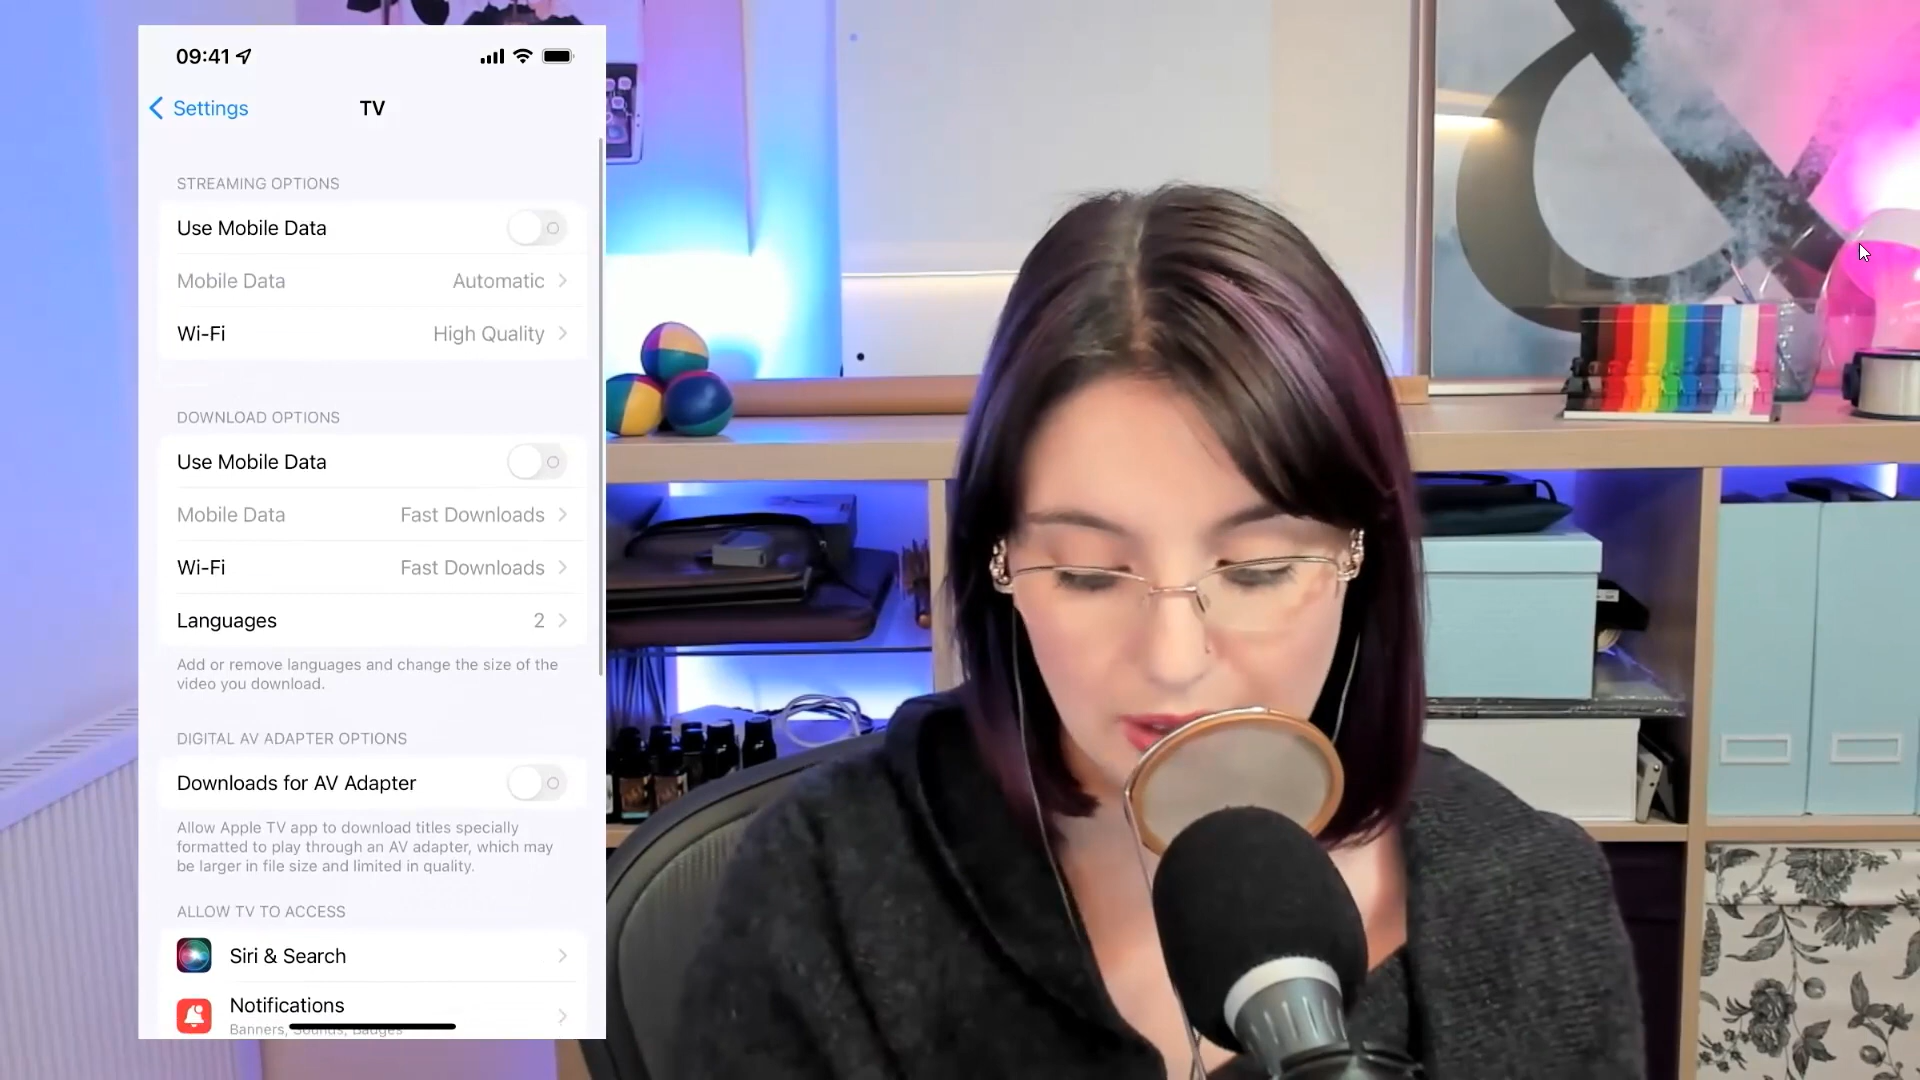 09:41
Settings
TV
STREAMING OPTIONS
Use Mobile Data
Mobile Data Automatic
Wi-Fi High Quality
DOWNLOAD OPTIONS
Use Mobile Data
Mobile Data Fast Downloads
Wi-Fi Fast Downloads
Languages 2
Add or remove languages and change the size of the
video you download.
DIGITAL AV ADAPTER OPTIONS
Downloads for AV Adapter
Allow Apple TV app to download titles specially
formatted to play through an AV adapter, which may
be larger in file size and limited in quality.
ALLOW TV TO ACCESS
Siri & Search
Notifications
Banners, Sounds, Badges